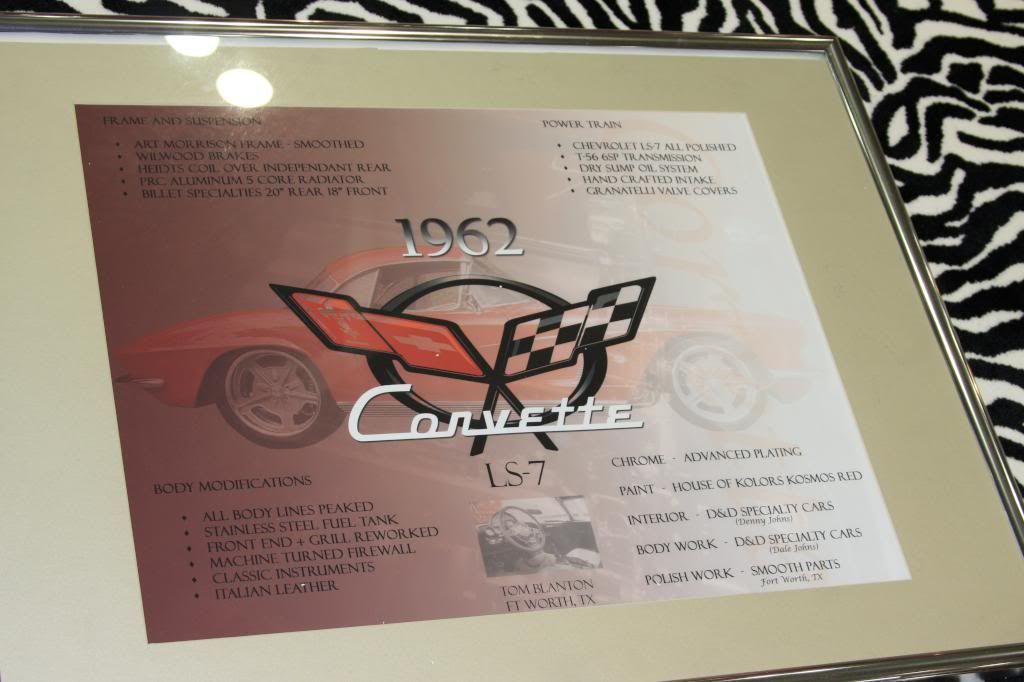 FRAME AND SUSPENSION
• ART MORRISON FRAME - SMOOTHED
• WILWOOD BRAKES
• HEIDTS COIL OVER INDEPENDANT REAR
• PRC ALUMINUM 5 CORE RADIATOR
• BILLET SPECIALTIES 20" REAR 18" FRONT
POWER TRAIN
• CHEVROLET LS-7 ALL POLISHED
• T-56 6SP TRANSMISSION
• DRY SUMP OIL SYSTEM
• HAND CRAFTED INTAKE
• GRANATELLI VALVE COVERS
1962
Corvette
LS-7
BODY MODIFICATIONS
• ALL BODY LINES PEAKED
• STAINLESS STEEL FUEL TANK
• FRONT END + GRILL REWORKED
• MACHINE TURNED FIREWALL
• CLASSIC INSTRUMENTS
• ITALIAN LEATHER
TOM BLANTON
FT WORTH, TX
CHROME - ADVANCED PLATING
PAINT - HOUSE OF KOLORS KOSMOS RED
INTERIOR - D&D SPECIALTY CARS
(Denny Johns)
BODY WORK - D&D SPECIALTY CARS
(Dale Johns)
POLISH WORK - SMOOTH PARTS
Fort Worth, TX